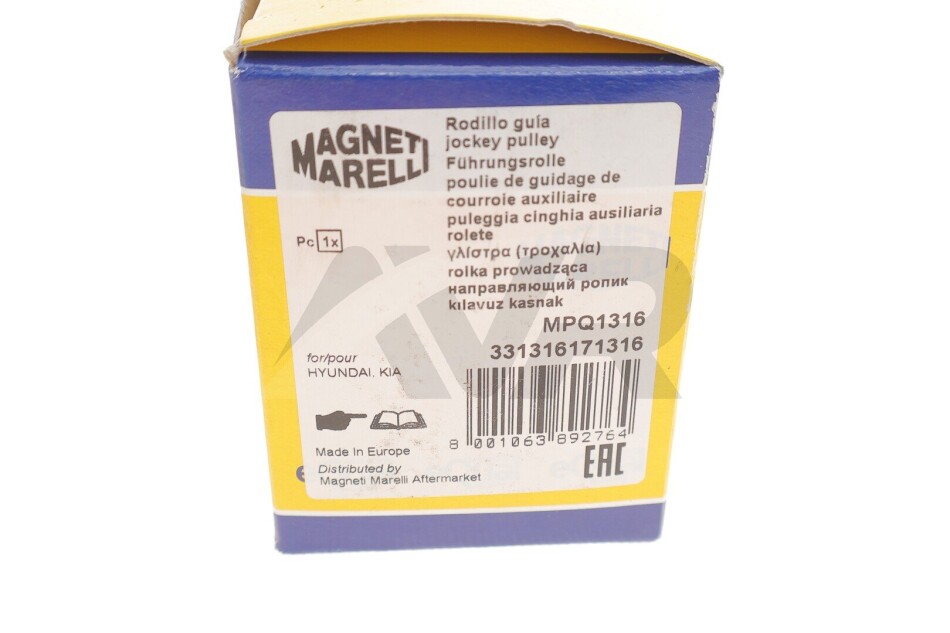 MAGNETI
MARELLI
Rodillo guía
jockey pulley
Führungsrolle
poulie de guidage de
courroie auxiliaire
puleggia cinghia ausiliaria
rolete
γλίστρα (τροχαλία)
rolka prowadząca
направляющий ропик
kılavuz kasnak
Pc 1x
MPQ1316
331316171316
for/pour
HYUNDAI, KIA
8 001063 892764
Made In Europe
EAC
Distributed by
Magneti Marelli Aftermarket